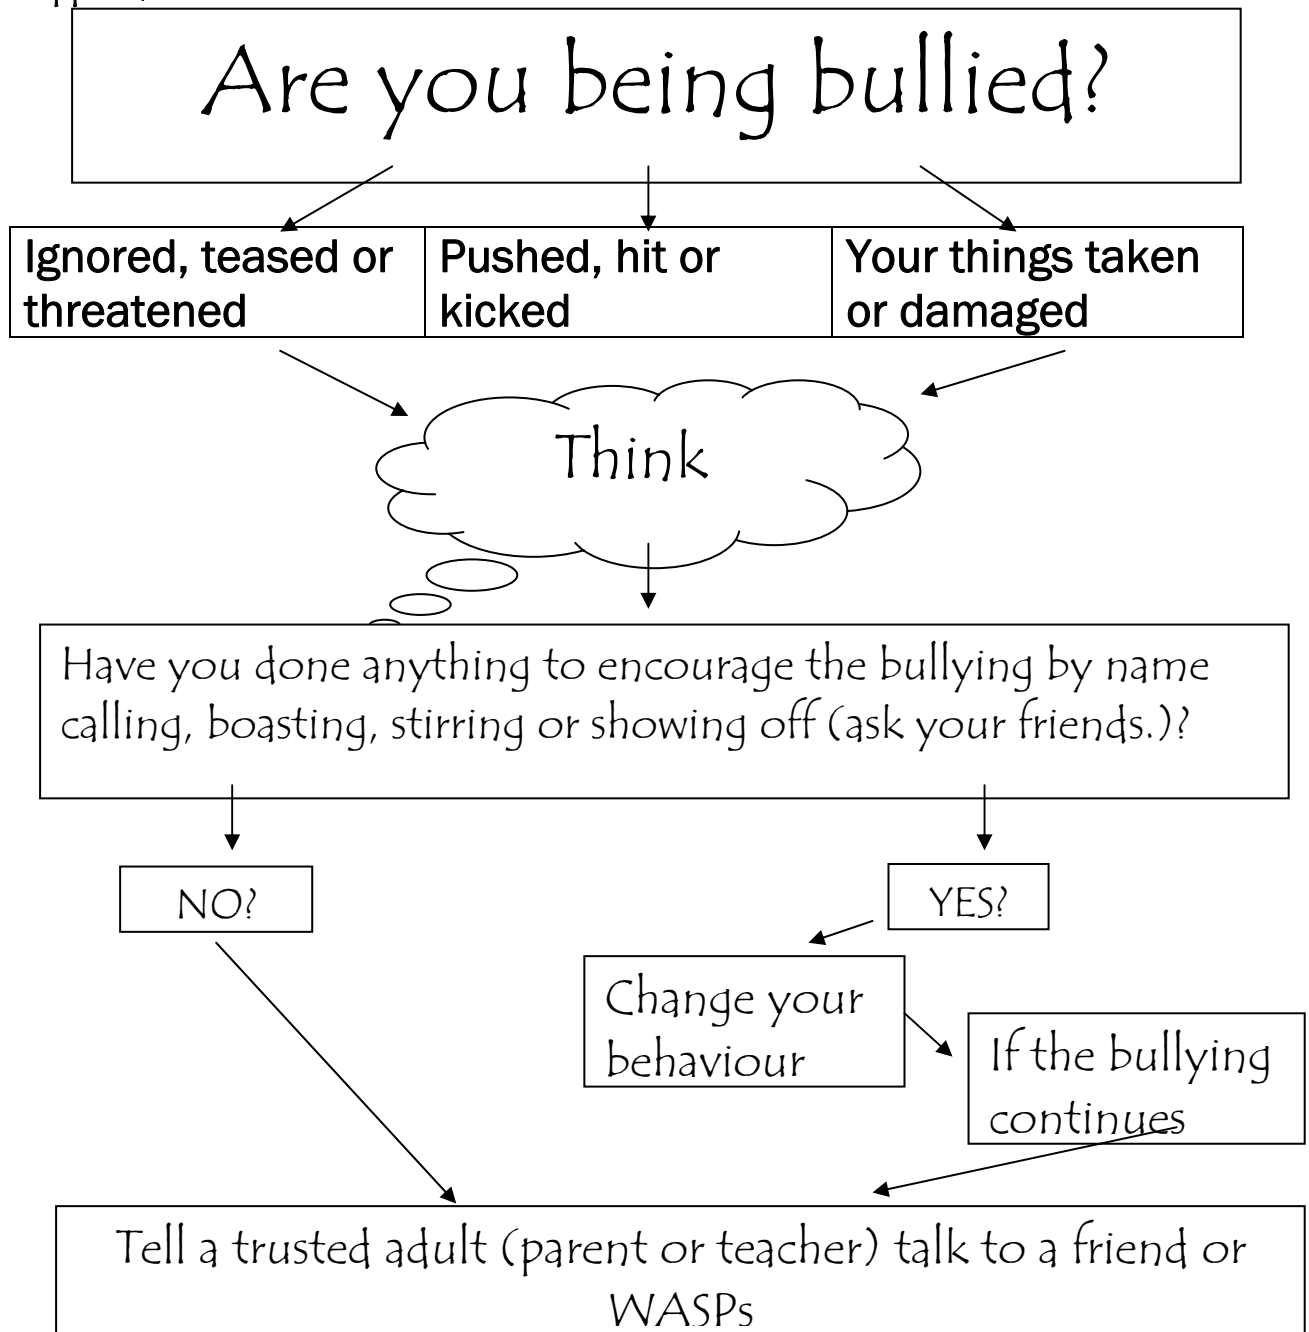 Are you being bullied?
Ignored, teased or
threatened
Pushed, hit or
kicked
Your things taken
or damaged
Think
Have you done anything to encourage the bullying by name
calling, boasting, stirring or showing off (ask your friends.)?
NO?
YES?
Change your
behaviour
If the bullying
continues
Tell a trusted adult (parent or teacher) talk to a friend or
WASPs